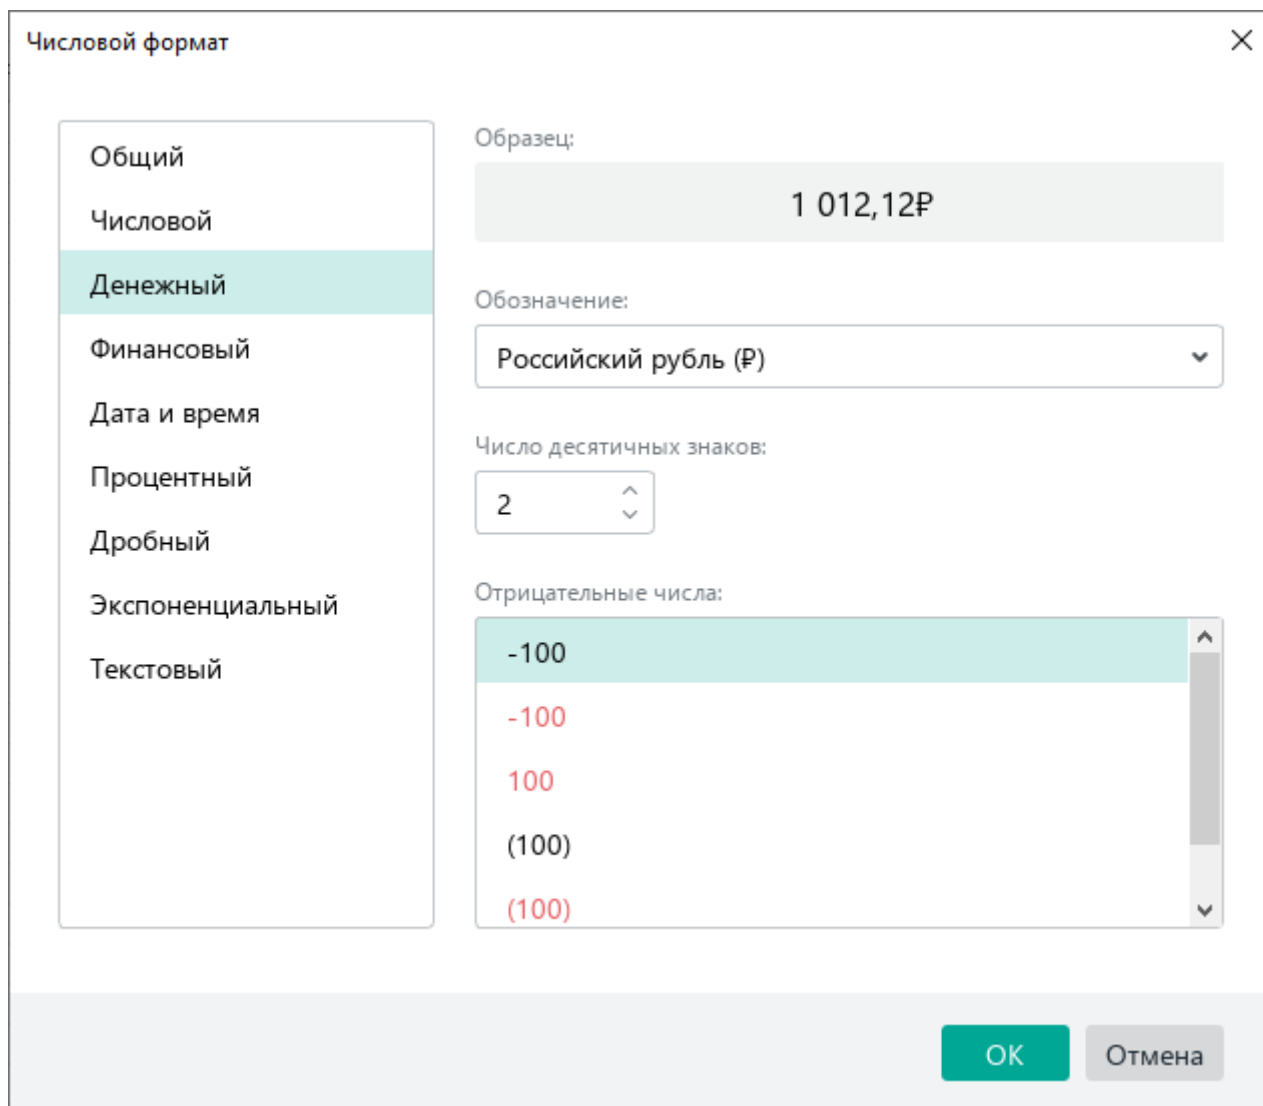 Числовой формат
Общий
Числовой
Денежный
Финансовый
Дата и время
Процентный
Дробный
Экспоненциальный
Текстовый
Образец:
1 012,12₽
Обозначение:
Российский рубль (₽)
Число десятичных знаков:
2
Отрицательные числа:
-100
-100
100
(100)
(100)
ОК
Отмена